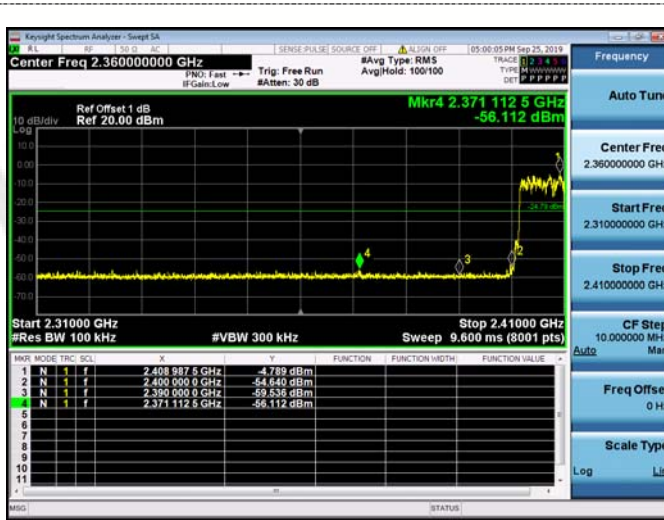 Keysight Spectrum Analyzer - Swept SA
RL RF 50 Ω AC SENSE:PULSE SOURCE OFF ALIGN OFF 05:00:05 PM Sep 25, 2019
Center Freq 2.360000000 GHz
PNO: Fast
IFGain:Low
Trig: Free Run
#Atten: 30 dB
#Avg Type: RMS
Avg|Hold: 100/100
TRACE 1 2 3 4 5 6
TYPE M W W W W W
DET P P P P P P
Ref Offset 1 dB
10 dB/div Ref 20.00 dBm
Log
Mkr4 2.371 112 5 GHz
-56.112 dBm
10.0
0.00
-10.0
-20.0
-30.0
-40.0
-50.0
-60.0
-70.0
1
-24.79 dBm
4
3
2
Start 2.31000 GHz Stop 2.41000 GHz
#Res BW 100 kHz #VBW 300 kHz Sweep 9.600 ms (8001 pts)
MKR MODE TRC SCL X Y FUNCTION FUNCTION WIDTH FUNCTION VALUE
1 N 1 f 2.408 987 5 GHz -4.789 dBm
2 N 1 f 2.400 000 0 GHz -54.640 dBm
3 N 1 f 2.390 000 0 GHz -59.536 dBm
4 N 1 f 2.371 112 5 GHz -56.112 dBm
5
6
7
8
9
10
11
MSG STATUS
Frequency
Auto Tune
Center Freq
2.360000000 GHz
Start Freq
2.310000000 GHz
Stop Freq
2.410000000 GHz
CF Step
10.000000 MHz
Auto Man
Freq Offset
0 Hz
Scale Type
Log Lin